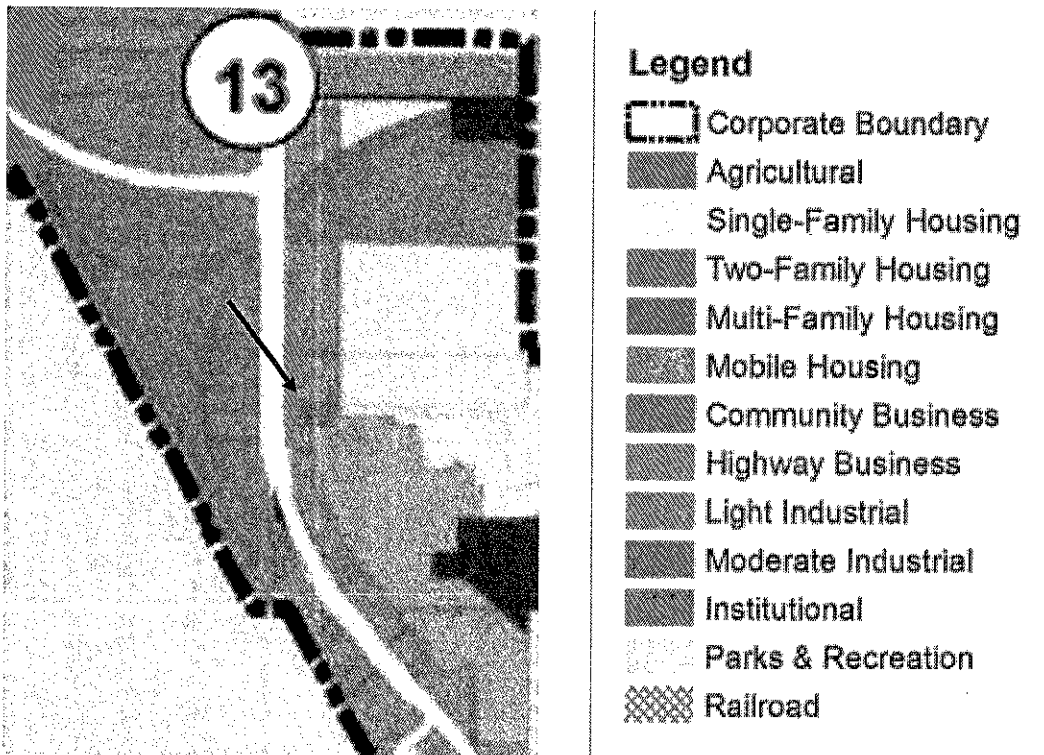 13
Legend
Corporate Boundary
Agricultural
Single-Family Housing
Two-Family Housing
Multi-Family Housing
Mobile Housing
Community Business
Highway Business
Light Industrial
Moderate Industrial
Institutional
Parks & Recreation
Railroad